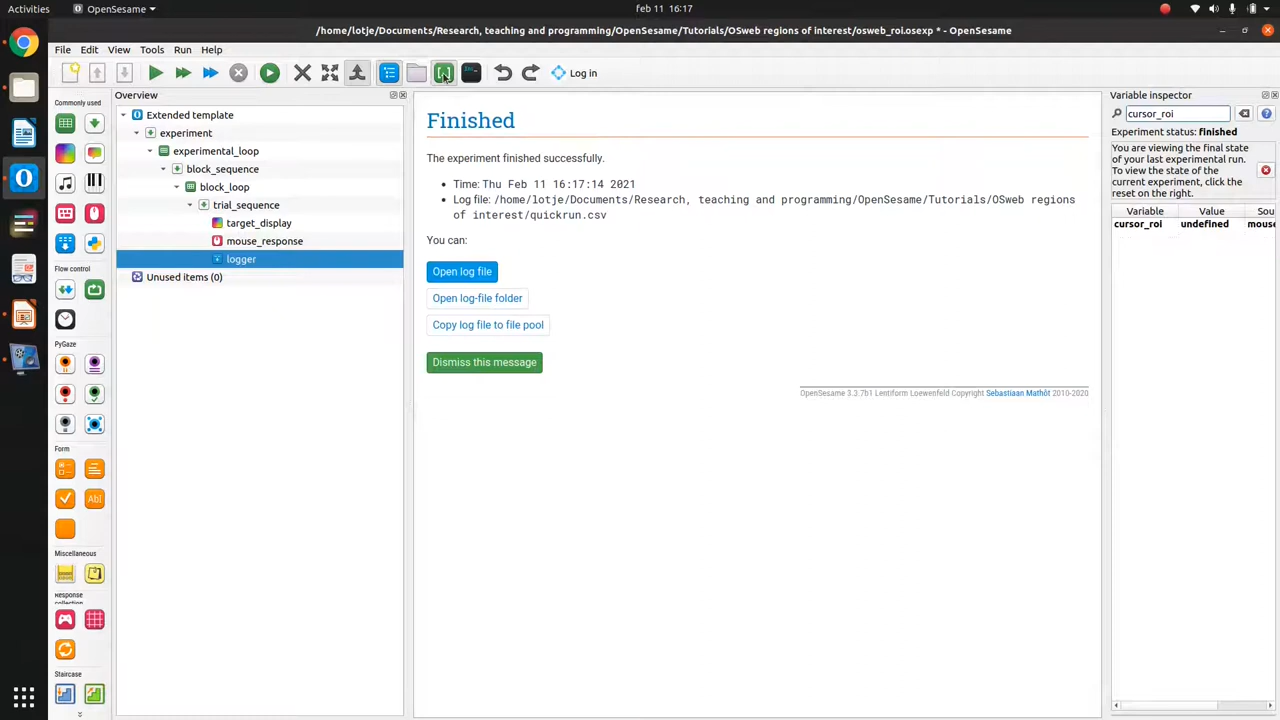 Activities
OpenSesame
feb 11 16:17
/home/lotje/Documents/Research, teaching and programming/OpenSesame/Tutorials/OSweb regions of interest/osweb_roi.osexp * - OpenSesame
File Edit View Tools Run Help
Log in
Commonly used
Flow control
PyGaze
Form
Abl
Miscellaneous
Response
collection
Staircase
Overview
Extended template
experiment
experimental_loop
block_sequence
block_loop
trial_sequence
target_display
mouse_response
logger
Unused items (0)
Finished
The experiment finished successfully.
Time: Thu Feb 11 16:17:14 2021
Log file: /home/lotje/Documents/Research, teaching and programming/OpenSesame/Tutorials/OSweb regions
of interest/quickrun.csv
You can:
Open log file
Open log-file folder
Copy log file to file pool
Dismiss this message
OpenSesame 3.3.7b1 Lentiform Loewenfeld Copyright Sebastiaan Mathôt 2010-2020
Variable inspector
cursor_roi
Experiment status: finished
You are viewing the final state
of your last experimental run.
To view the state of the
current experiment, click the
reset on the right.
Variable Value Sou
cursor_roi undefined mouse